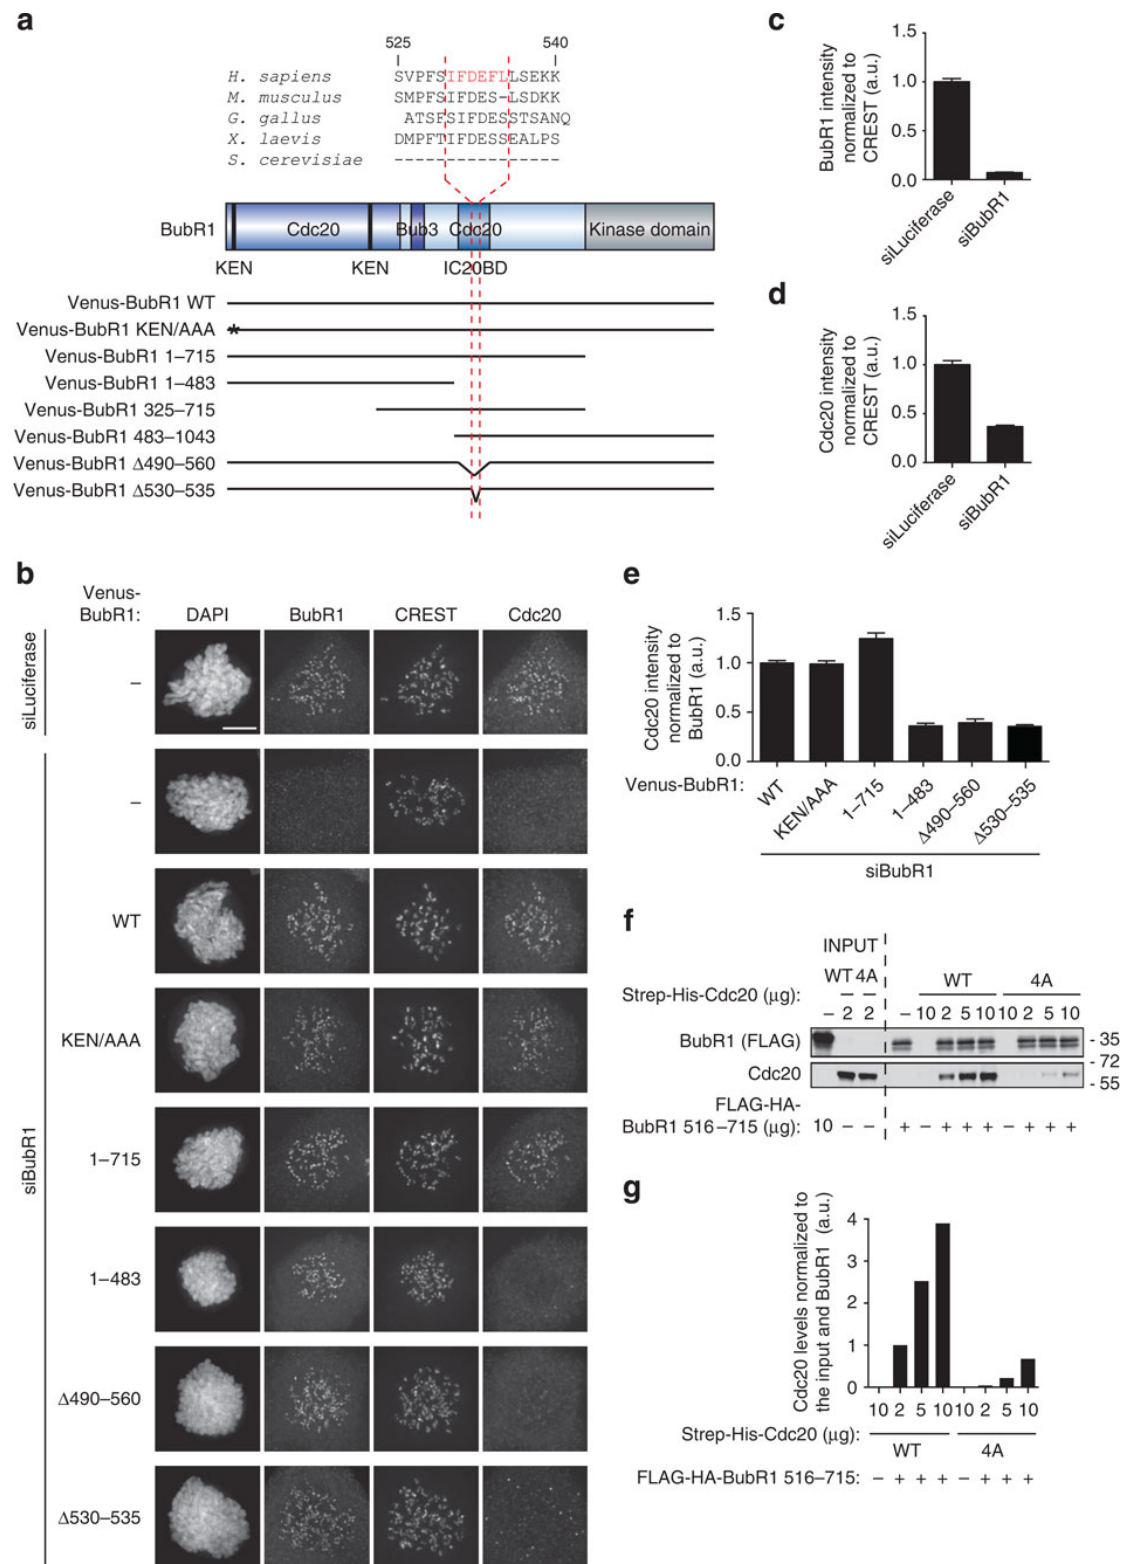 a
525 540
H. sapiens SVPFSIFDEFLLSEKK
M. musculus SMPFSIFDES-LSDKK
G. gallus ATSFSIFDESSTSANQ
X. laevis DMPFTIFDESSEALPS
S. cerevisiae ----------------
BubR1 Cdc20 Bub3 Cdc20 Kinase domain
KEN KEN IC20BD
Venus-BubR1 WT
Venus-BubR1 KEN/AAA *
Venus-BubR1 1–715
Venus-BubR1 1–483
Venus-BubR1 325–715
Venus-BubR1 483–1043
Venus-BubR1 Δ490–560
Venus-BubR1 Δ530–535
c
BubR1 intensity
normalized to
CREST (a.u.)
1.5
1.0
0.5
0.0
siLuciferase
siBubR1
d
Cdc20 intensity
normalized to
CREST (a.u.)
1.5
1.0
0.5
0.0
siLuciferase
siBubR1
b
Venus-
BubR1: DAPI BubR1 CREST Cdc20
siLuciferase
–
siBubR1
–
WT
KEN/AAA
1–715
1–483
Δ490–560
Δ530–535
e
Cdc20 intensity
normalized to
BubR1 (a.u.)
1.5
1.0
0.5
0.0
Venus-BubR1:
WT
KEN/AAA
1–715
1–483
Δ490–560
Δ530–535
siBubR1
f
INPUT
WT 4A WT 4A
Strep-His-Cdc20 (μg):
– 2 2 – 10 2 5 10 10 2 5 10
BubR1 (FLAG) - 35
- 72
Cdc20
- 55
FLAG-HA-
BubR1 516–715 (μg): 10 – – + – + + + – + + +
g
Cdc20 levels normalized to
the input and BubR1 (a.u.)
4
3
2
1
0
10 2 5 10 10 2 5 10
Strep-His-Cdc20 (μg):
WT 4A
FLAG-HA-BubR1 516–715: – + + + – + + +